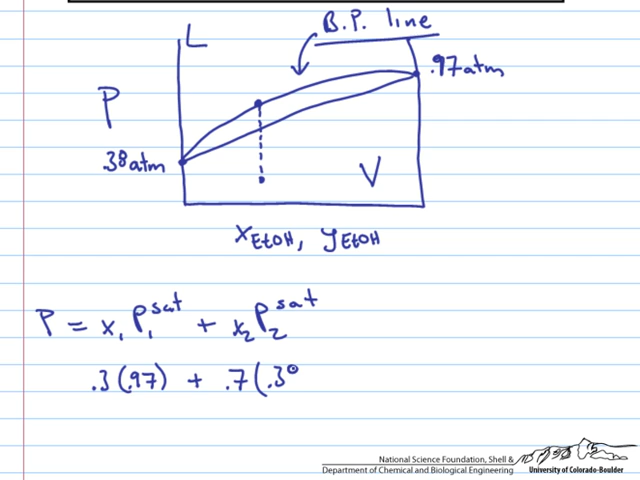 B.P. line
L
.97atm
P
.38atm
V
xEtOH, yEtOH
P = x₁P₁ˢᵃᵗ + x₂P₂ˢᵃᵗ
.3(.97) + .7(.3
National Science Foundation, Shell &
Department of Chemical and Biological Engineering
University of Colorado-Boulder